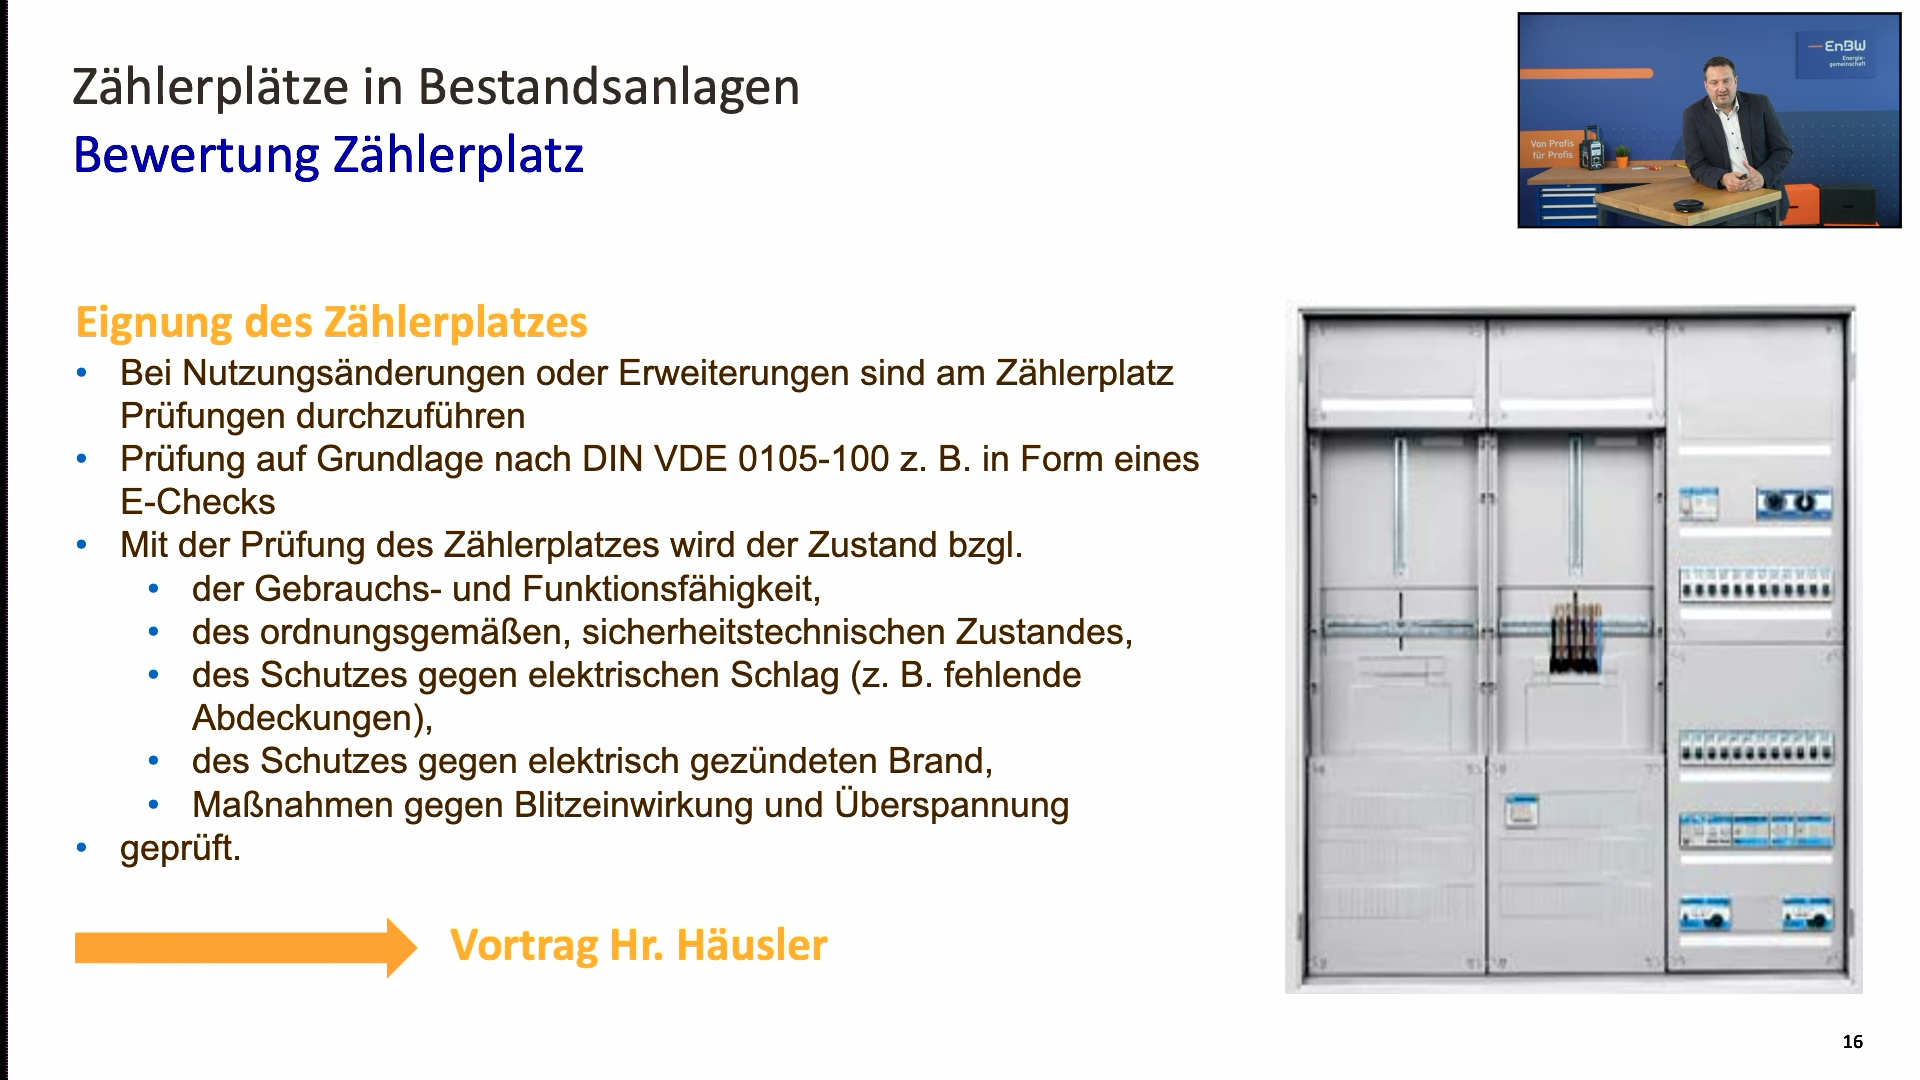 Zählerplätze in Bestandsanlagen
Bewertung Zählerplatz
EnBW
Energie-
gemeinschaft
Von Profis
für Profis
Eignung des Zählerplatzes
• Bei Nutzungsänderungen oder Erweiterungen sind am Zählerplatz
Prüfungen durchzuführen
• Prüfung auf Grundlage nach DIN VDE 0105-100 z. B. in Form eines
E-Checks
• Mit der Prüfung des Zählerplatzes wird der Zustand bzgl.
• der Gebrauchs- und Funktionsfähigkeit,
• des ordnungsgemäßen, sicherheitstechnischen Zustandes,
• des Schutzes gegen elektrischen Schlag (z. B. fehlende
Abdeckungen),
• des Schutzes gegen elektrisch gezündeten Brand,
• Maßnahmen gegen Blitzeinwirkung und Überspannung
• geprüft.
Vortrag Hr. Häusler
16